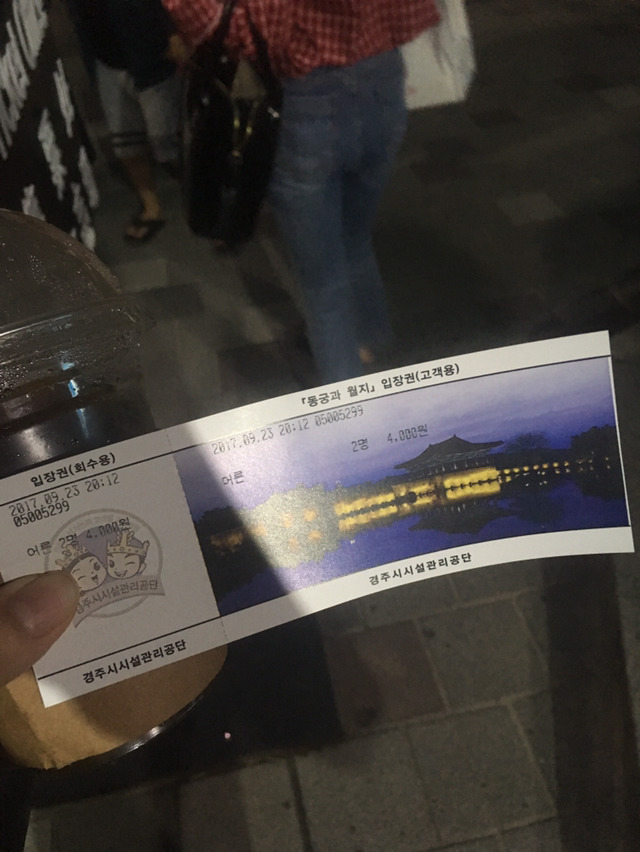 『동궁과 월지』 입장권(고객용)
2017.09.23 20:12 05005299
2명 4,000원
어른
경주시시설관리공단
입장권(회수용)
2017.09.23 20:12
05005299
어른 2명 4,000원
경주시시설관리공단
경주시시설관리공단